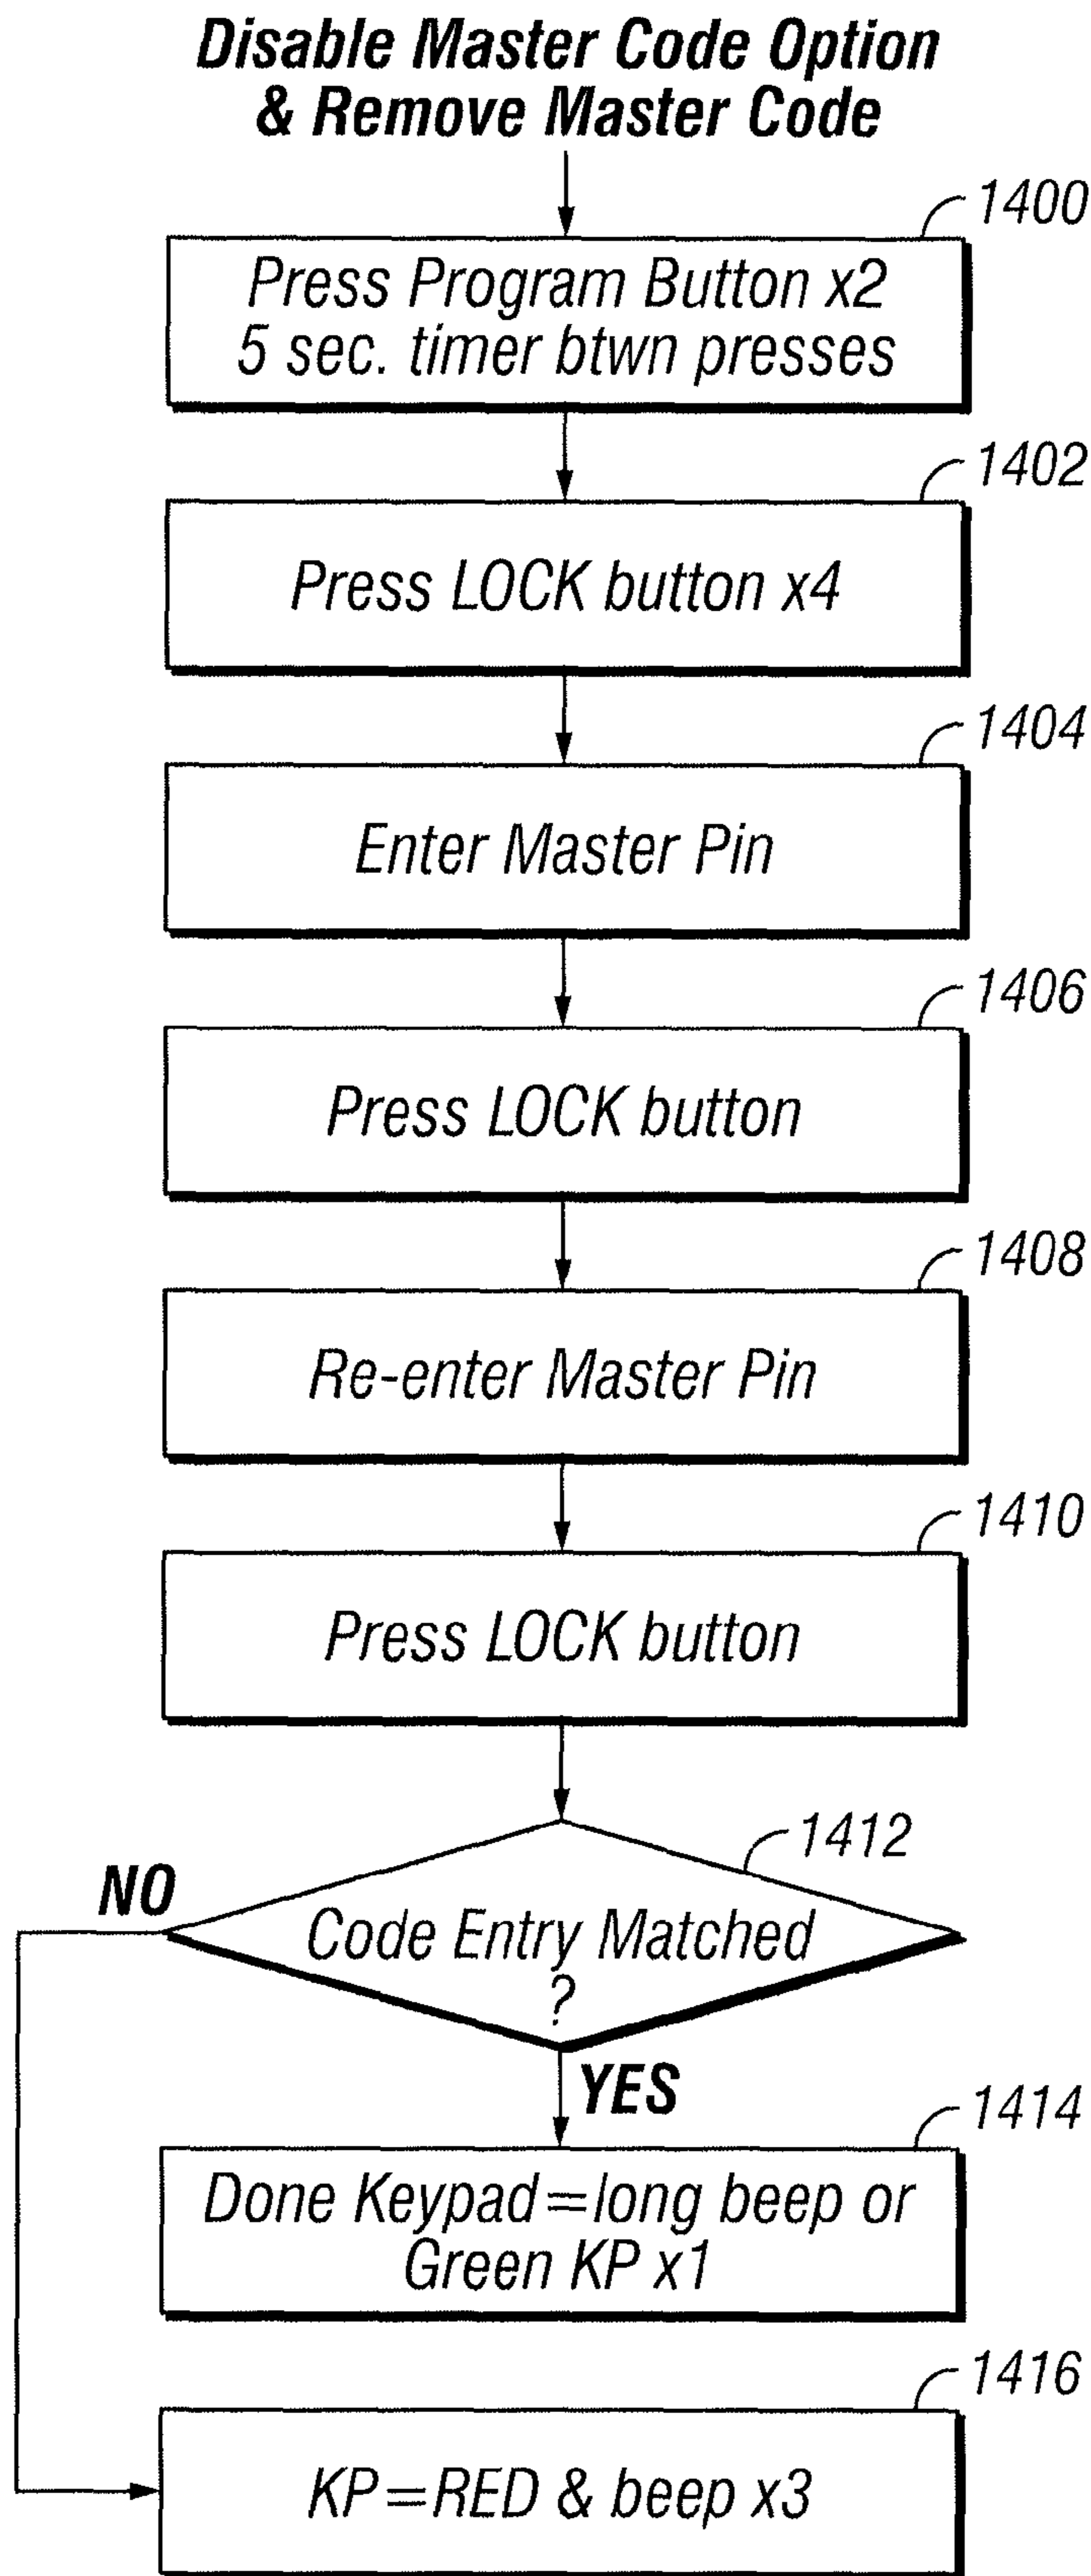 Disable Master Code Option
& Remove Master Code
1400
Press Program Button x2
5 sec. timer btwn presses
1402
Press LOCK button x4
1404
Enter Master Pin
1406
Press LOCK button
1408
Re-enter Master Pin
1410
Press LOCK button
1412
NO
Code Entry Matched
?
YES
1414
Done Keypad=long beep or
Green KP x1
1416
KP=RED & beep x3